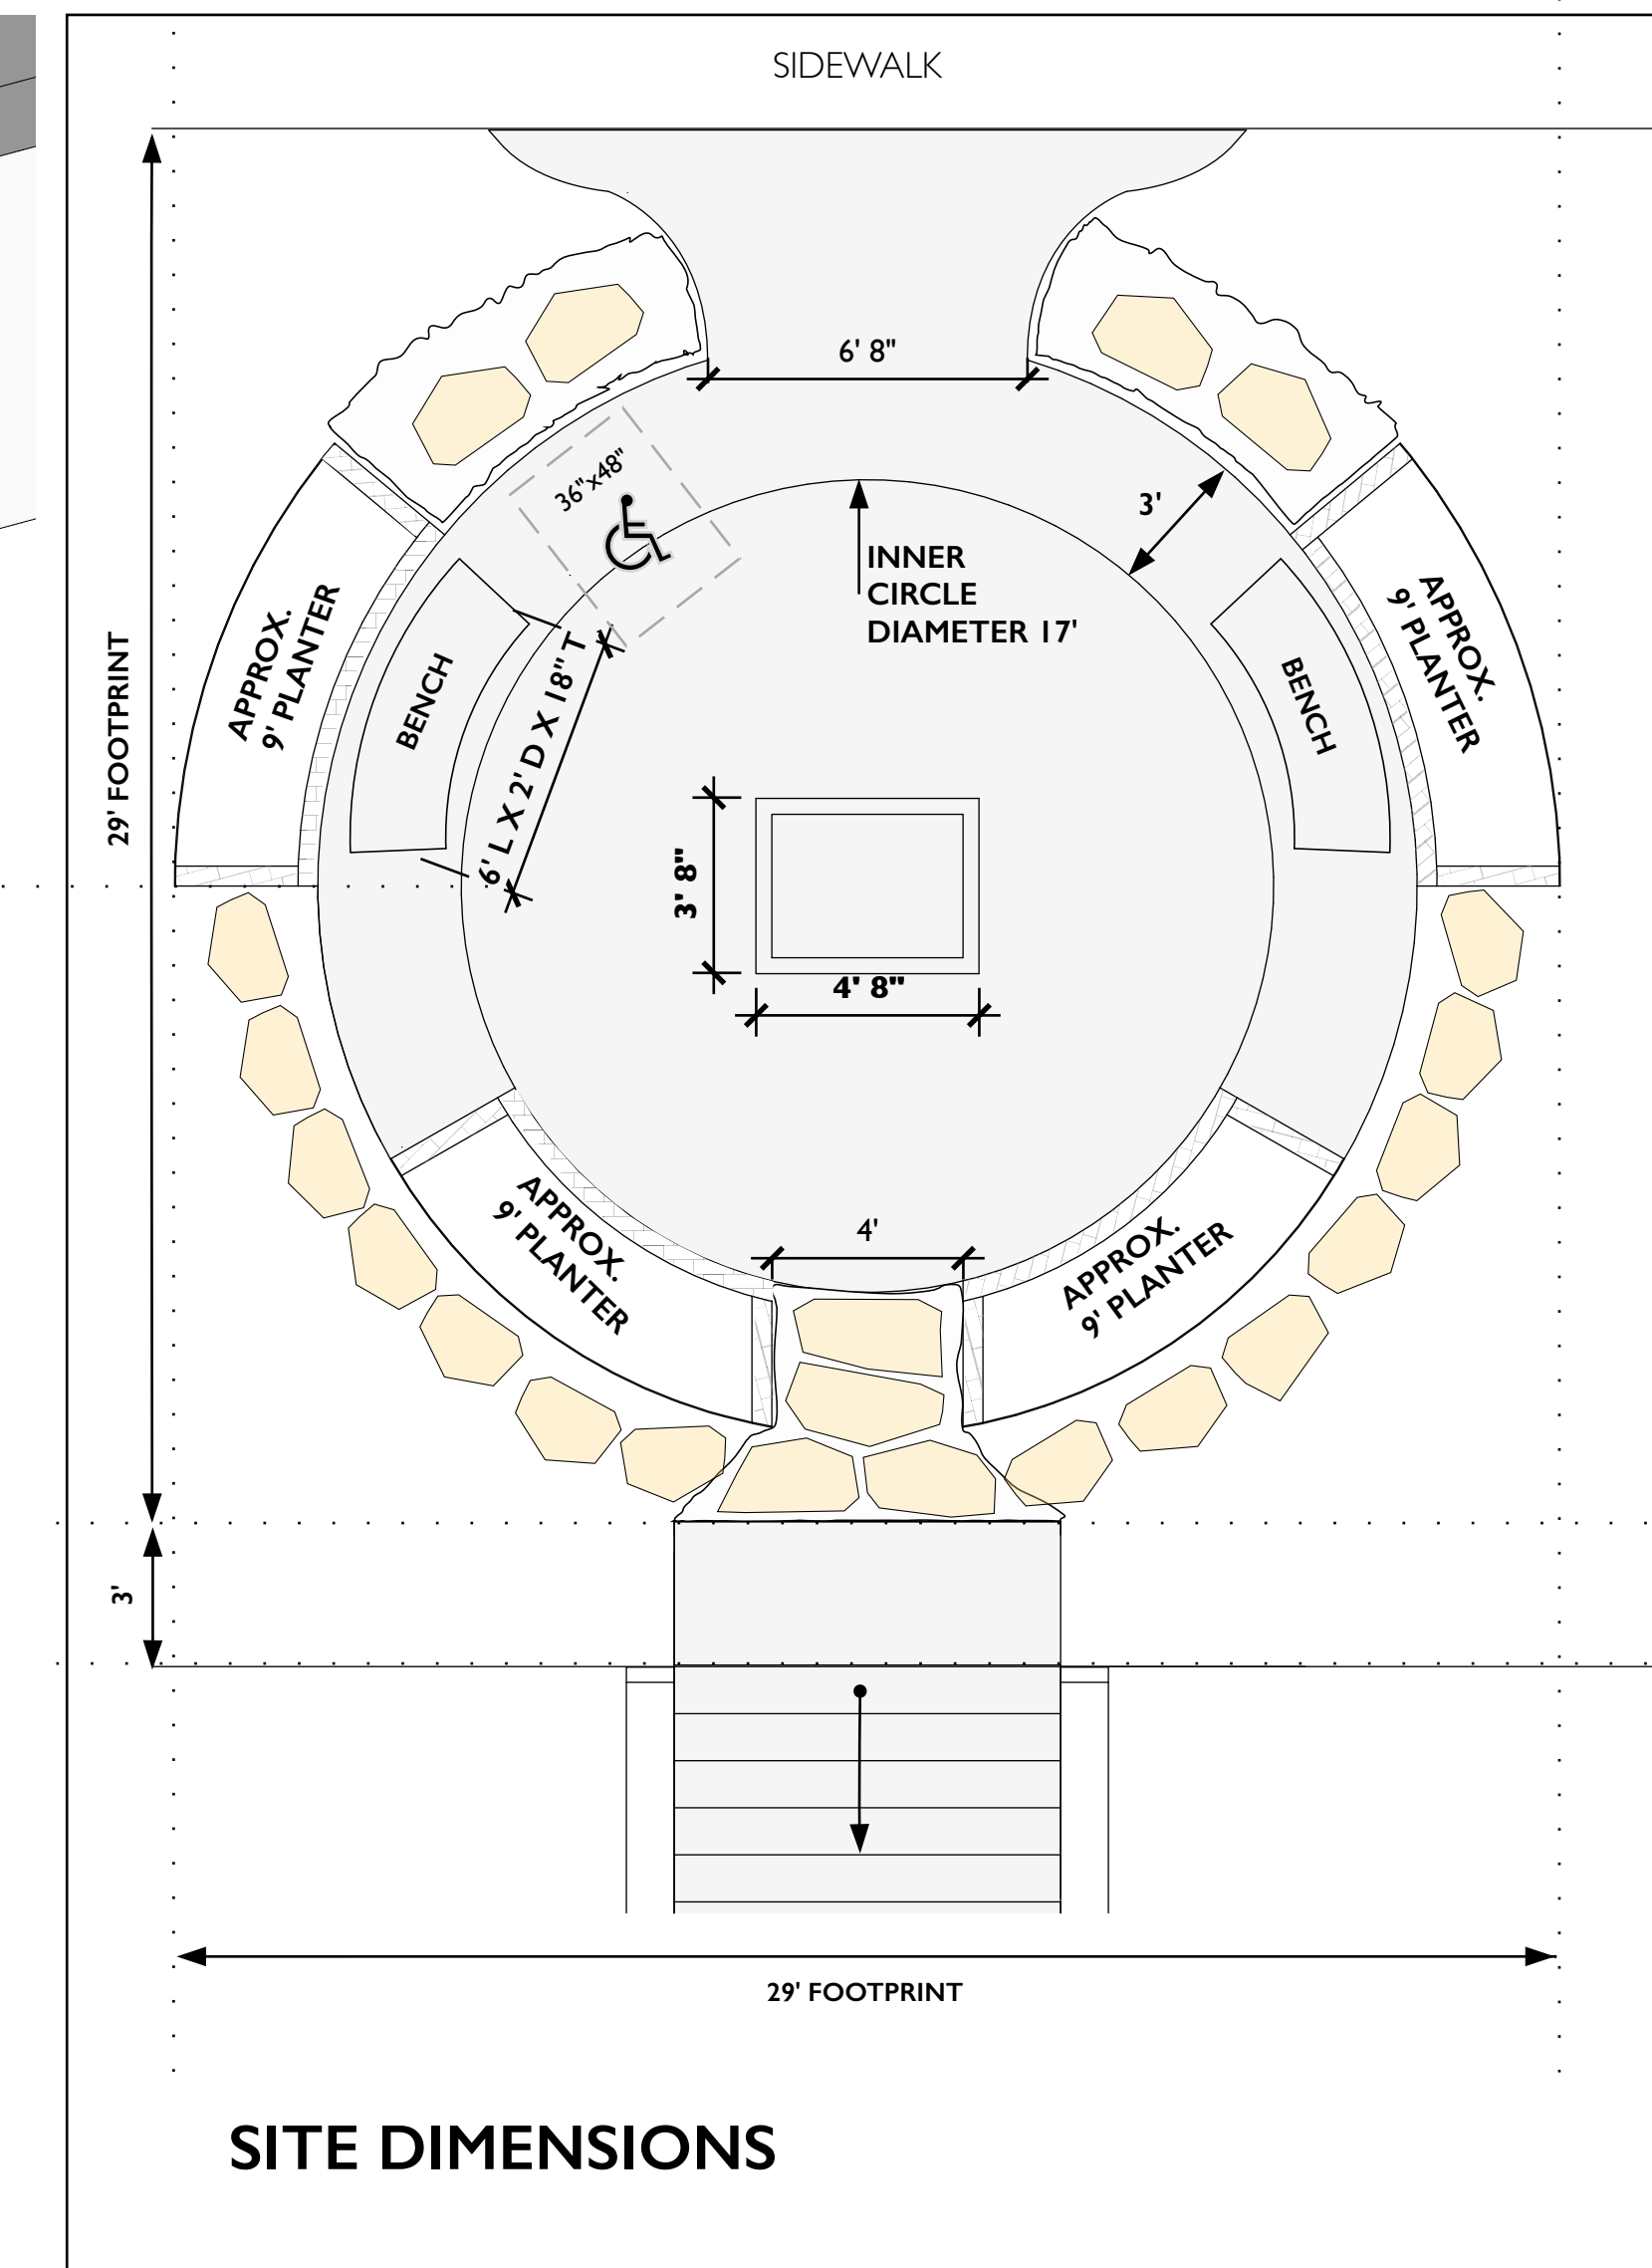 SIDEWALK
6' 8"
36"x48"
3'
INNER
CIRCLE
DIAMETER 17'
APPROX.
9' PLANTER
BENCH
6' L X 2' D X 18" T
BENCH
APPROX.
9' PLANTER
29' FOOTPRINT
3' 8"
4' 8"
APPROX.
9' PLANTER
4'
APPROX.
9' PLANTER
3'
29' FOOTPRINT
SITE DIMENSIONS